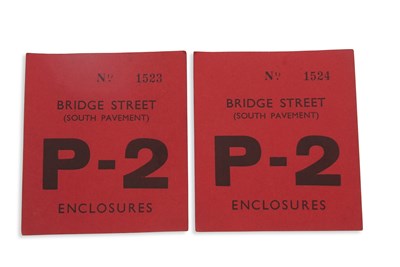 Nº 1523
BRIDGE STREET
(SOUTH PAVEMENT)
P-2
ENCLOSURES
Nº 1524
BRIDGE STREET
(SOUTH PAVEMENT)
P-2
ENCLOSURES